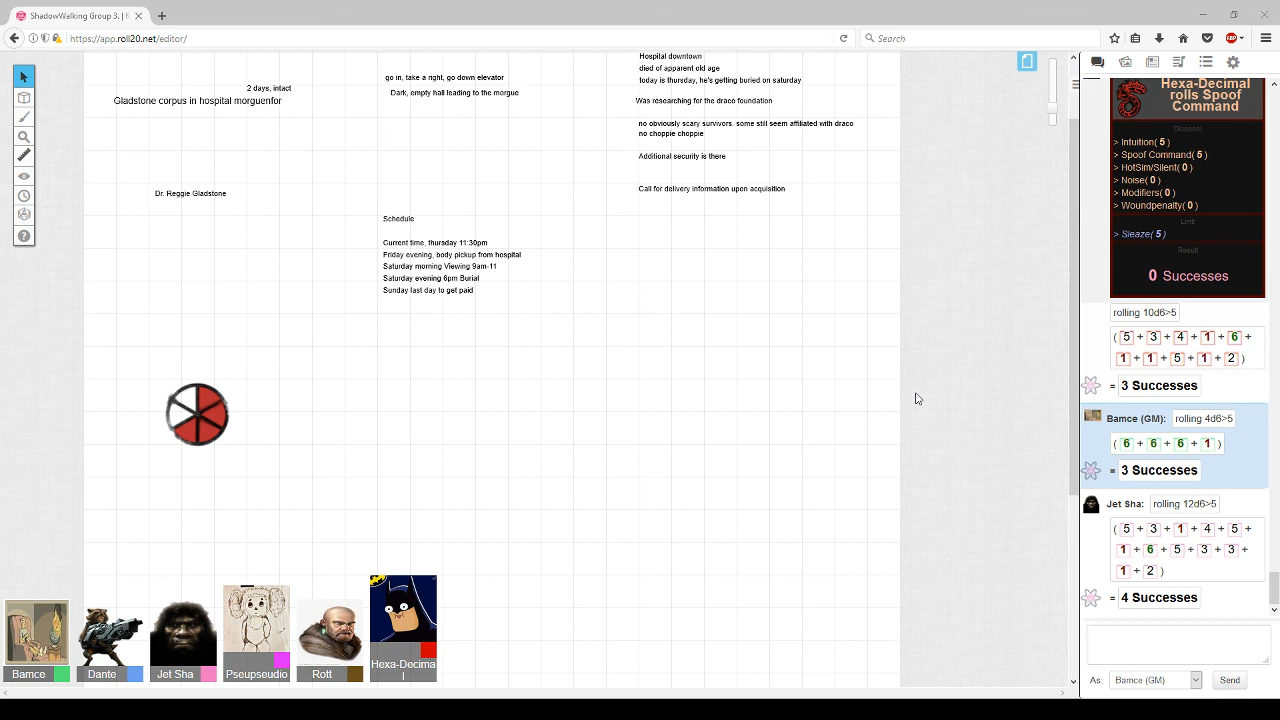 ShadowWalking Group 3. | R
https://app.roll20.net/editor/
Search
2 days, intact
Gladstone corpus in hospital morguenfor
Dr. Reggie Gladstone
go in, take a right, go down elevator
Dark, empty hall leading to the morgue
Schedule
Current time, thursday 11:30pm
Friday evening, body pickup from hospital
Saturday morning Viewing 9am-11
Saturday evening 6pm Burial
Sunday last day to get paid
Hospital downtown
died of apparent old age
today is thursday, he's getting buried on saturday
Was researching for the draco foundation
no obviously scary survivors. some still seem affiliated with draco
no choppie choppie
Additional security is there
Call for delivery information upon acquisition
Bamce
Dante
Jet Sha
Pseupseudio
Rott
Hexa-Decima
l
Hexa-Decimal
rolls Spoof
Command
Dicepool
> Intuition( 5 )
> Spoof Command( 5 )
> HotSim/Silent( 0 )
> Noise( 0 )
> Modifiers( 0 )
> Woundpenalty( 0 )
Limit
> Sleaze( 5 )
Result
0 Successes
rolling 10d6>5
( 5 + 3 + 4 + 1 + 6 +
1 + 1 + 5 + 1 + 2 )
= 3 Successes
Bamce (GM): rolling 4d6>5
( 6 + 6 + 6 + 1 )
= 3 Successes
Jet Sha: rolling 12d6>5
( 5 + 3 + 1 + 4 + 5 +
1 + 6 + 5 + 3 + 3 +
1 + 2 )
= 4 Successes
As: Bamce (GM) Send